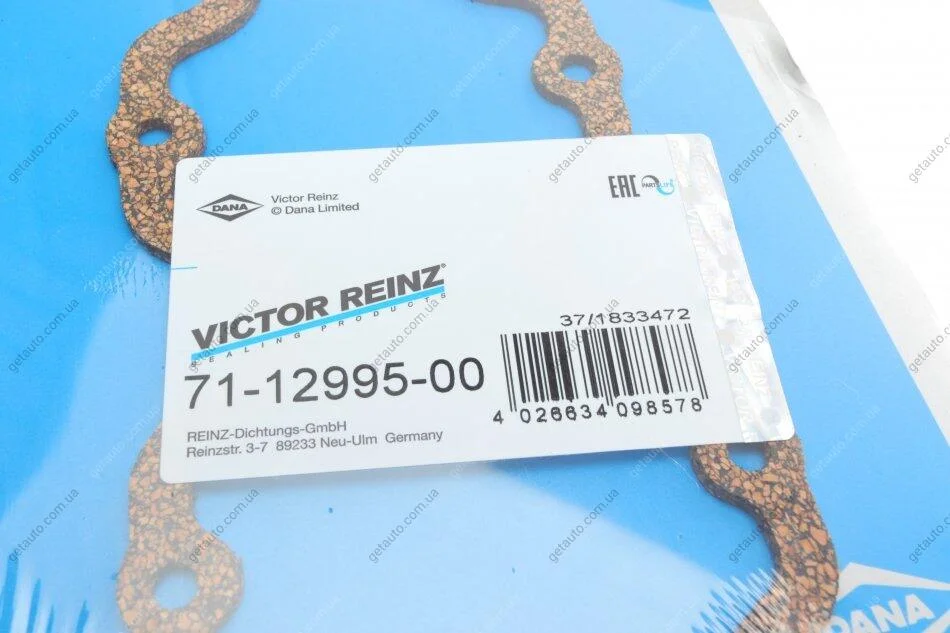 DANA
Victor Reinz
© Dana Limited
EAC
PARTSLIFE
VICTOR REINZ®
SEALING PRODUCTS
71-12995-00
37/1833472
4 026634 098578
REINZ-Dichtungs-GmbH
Reinzstr. 3-7 89233 Neu-Ulm Germany
DANA
getauto.com.ua